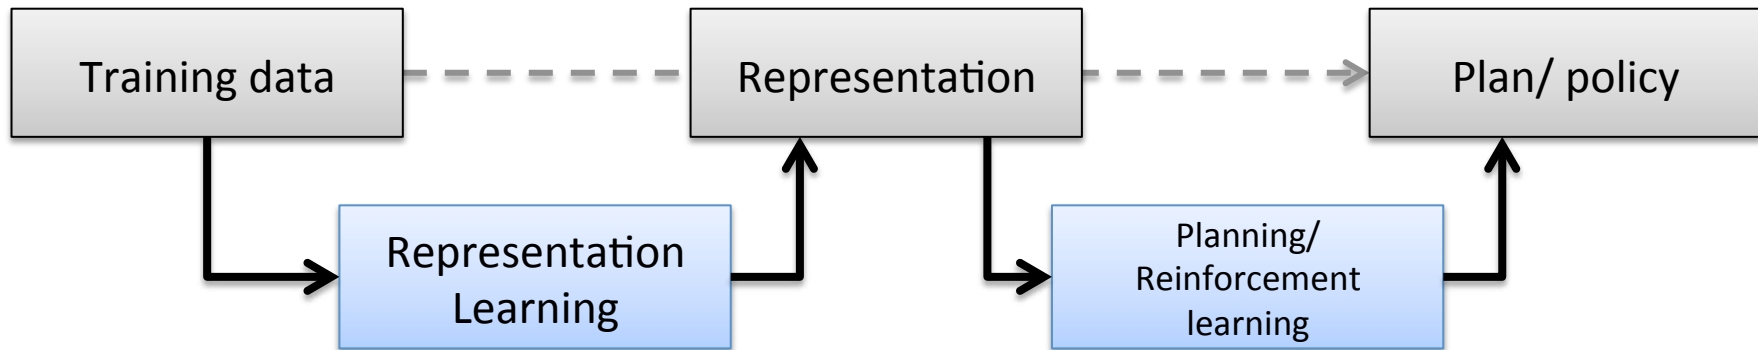 Training data
Representation
Plan/ policy
Representation
Learning
Planning/
Reinforcement
learning